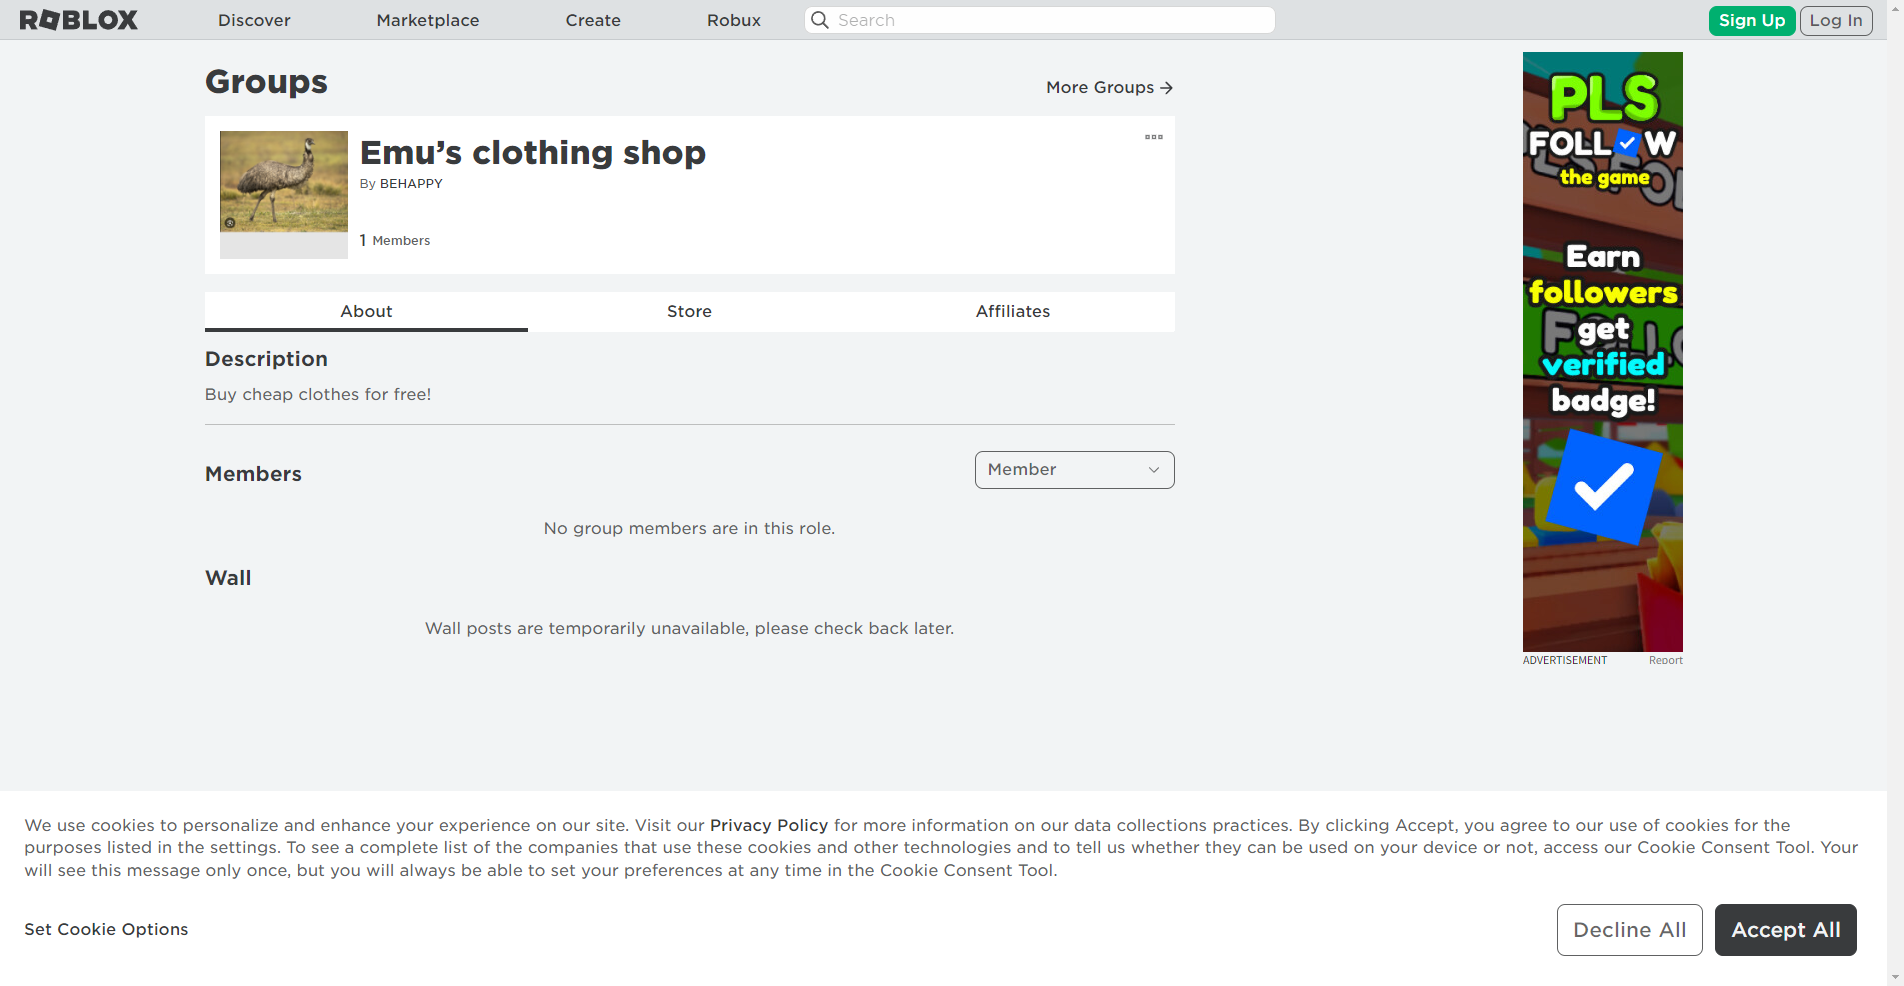 ROBLOX
Discover
Marketplace
Create
Robux
Search
Sign Up
Log In
Groups
More Groups
Emu’s clothing shop
By BEHAPPY
1 Members
About
Store
Affiliates
Description
Buy cheap clothes for free!
Members
Member
No group members are in this role.
Wall
Wall posts are temporarily unavailable, please check back later.
PLS
FOLLOW
the game
Earn
followers
get
verified
badge!
ADVERTISEMENT
Report
We use cookies to personalize and enhance your experience on our site. Visit our Privacy Policy for more information on our data collections practices. By clicking Accept, you agree to our use of cookies for the
purposes listed in the settings. To see a complete list of the companies that use these cookies and other technologies and to tell us whether they can be used on your device or not, access our Cookie Consent Tool. Your
will see this message only once, but you will always be able to set your preferences at any time in the Cookie Consent Tool.
Set Cookie Options
Decline All
Accept All